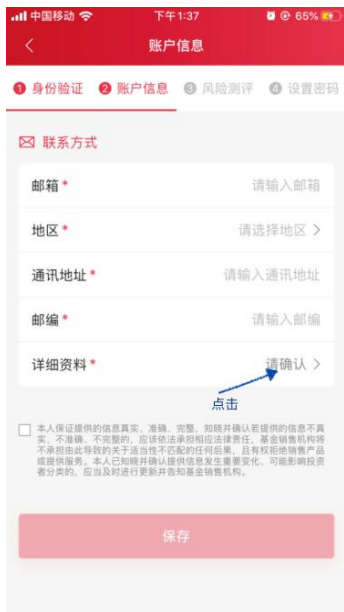 中国移动 下午1:37 65%
账户信息
1 身份验证 2 账户信息 3 风险测评 4 设置密码
联系方式
邮箱* 请输入邮箱
地区* 请选择地区 >
通讯地址* 请输入通讯地址
邮编* 请输入邮编
详细资料* 请确认 >
点击
本人保证提供的信息真实、准确、完整，知晓并确认若提供的信息不真
实、不准确、不完整的，应该依法承担相应法律责任，基金销售机构将
不承担由此导致的关于适当性不匹配的任何后果，且有权拒绝销售产品
或提供服务。本人已知晓并确认提供信息发生重要变化、可能影响投资
者分类的，应当及时进行更新并告知基金销售机构。
保存